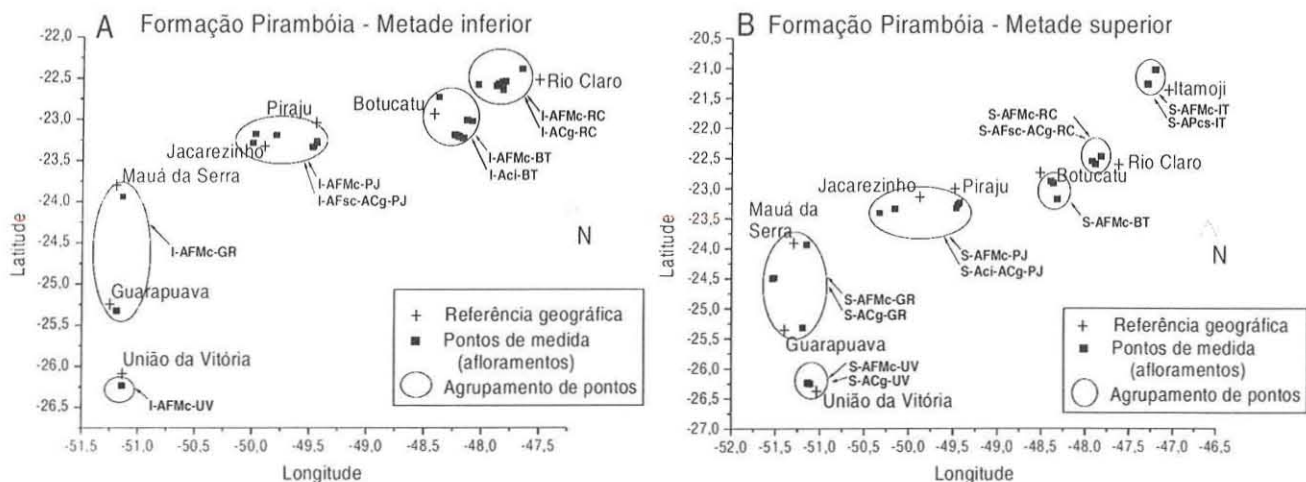 A Formação Pirambóia - Metade inferior
-22,0
-22,5
-23,0
-23,5
-24,0
-24,5
-25,0
-25,5
-26,0
-26,5
Latitude
Rio Claro
I-AFMc-RC
I-ACg-RC
Botucatu
I-AFMc-BT
I-Aci-BT
Piraju
Jacarezinho
I-AFMc-PJ
I-AFsc-ACg-PJ
Mauá da Serra
I-AFMc-GR
Guarapuava
União da Vitória
I-AFMc-UV
N
Referência geográfica
Pontos de medida
(afloramentos)
Agrupamento de pontos
-51,5 -51,0 -50,5 -50,0 -49,5 -49,0 -48,5 -48,0 -47,5
Longitude
B Formação Pirambóia - Metade superior
-20,5
-21,0
-21,5
-22,0
-22,5
-23,0
-23,5
-24,0
-24,5
-25,0
-25,5
-26,0
-26,5
-27,0
Latitude
Itamoji
S-AFMc-IT
S-APcs-IT
S-AFMc-RC
S-AFsc-ACg-RC
Rio Claro
Botucatu
S-AFMc-BT
Jacarezinho
Piraju
S-AFMc-PJ
S-Aci-ACg-PJ
Mauá da
Serra
S-AFMc-GR
S-ACg-GR
Guarapuava
S-AFMc-UV
S-ACg-UV
União da Vitória
N
Referência geográfica
Pontos de medida
(afloramentos)
Agrupamento de pontos
-52,0 -51,5 -51,0 -50,5 -50,0 -49,5 -49,0 -48,5 -48,0 -47,5 -47,0 -46,5
Longitude